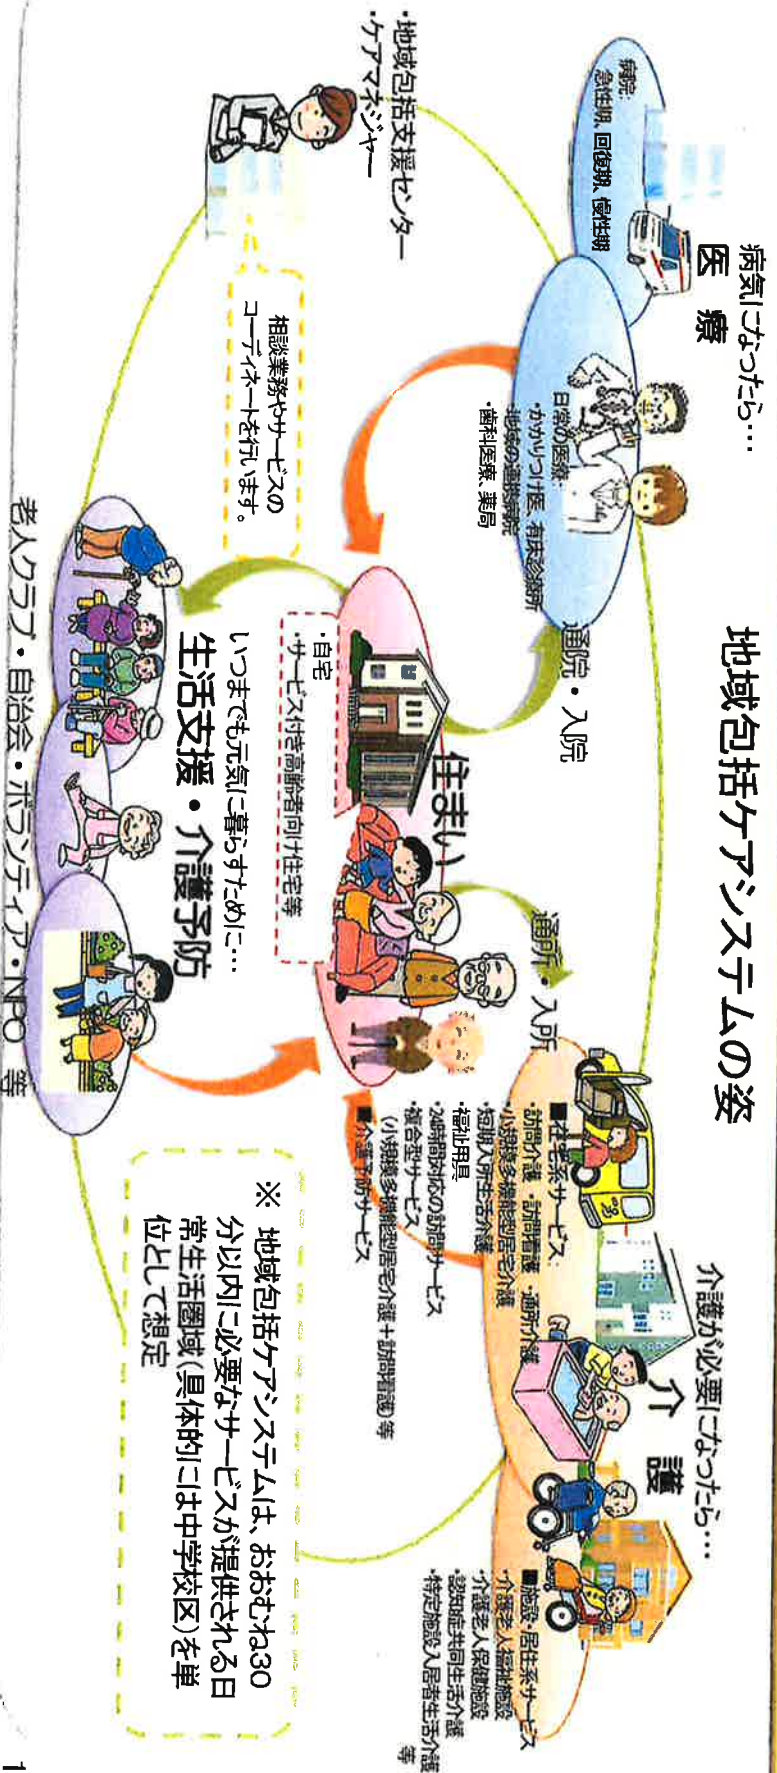 地域包括ケアシステムの姿
病気になったら…
医療
病院:
急性期、回復期、慢性期
日常の医療:
・かかりつけ医、有床診療所
・地域の連携病院
・歯科医療、薬局
通院・入院
通所・入所
介護が必要になったら…
介護
■在宅系サービス:
・訪問介護 ・訪問看護 ・通所介護
・小規模多機能型居宅介護
・短期入所生活介護
・福祉用具
・24時間対応の訪問サービス
・複合型サービス
(小規模多機能型居宅介護+訪問看護)等
■介護予防サービス
■施設・居住系サービス
・介護老人福祉施設
・介護老人保健施設
・認知症共同生活介護
・特定施設入居者生活介護
等
住まい
・自宅
・サービス付き高齢者向け住宅等
・地域包括支援センター
・ケアマネジャー
相談業務やサービスの
コーディネートを行います。
いつまでも元気に暮らすために…
生活支援・介護予防
老人クラブ・自治会・ボランティア・NPO 等
※ 地域包括ケアシステムは、おおむね30
分以内に必要なサービスが提供される日
常生活圏域(具体的には中学校区)を単
位として想定
1